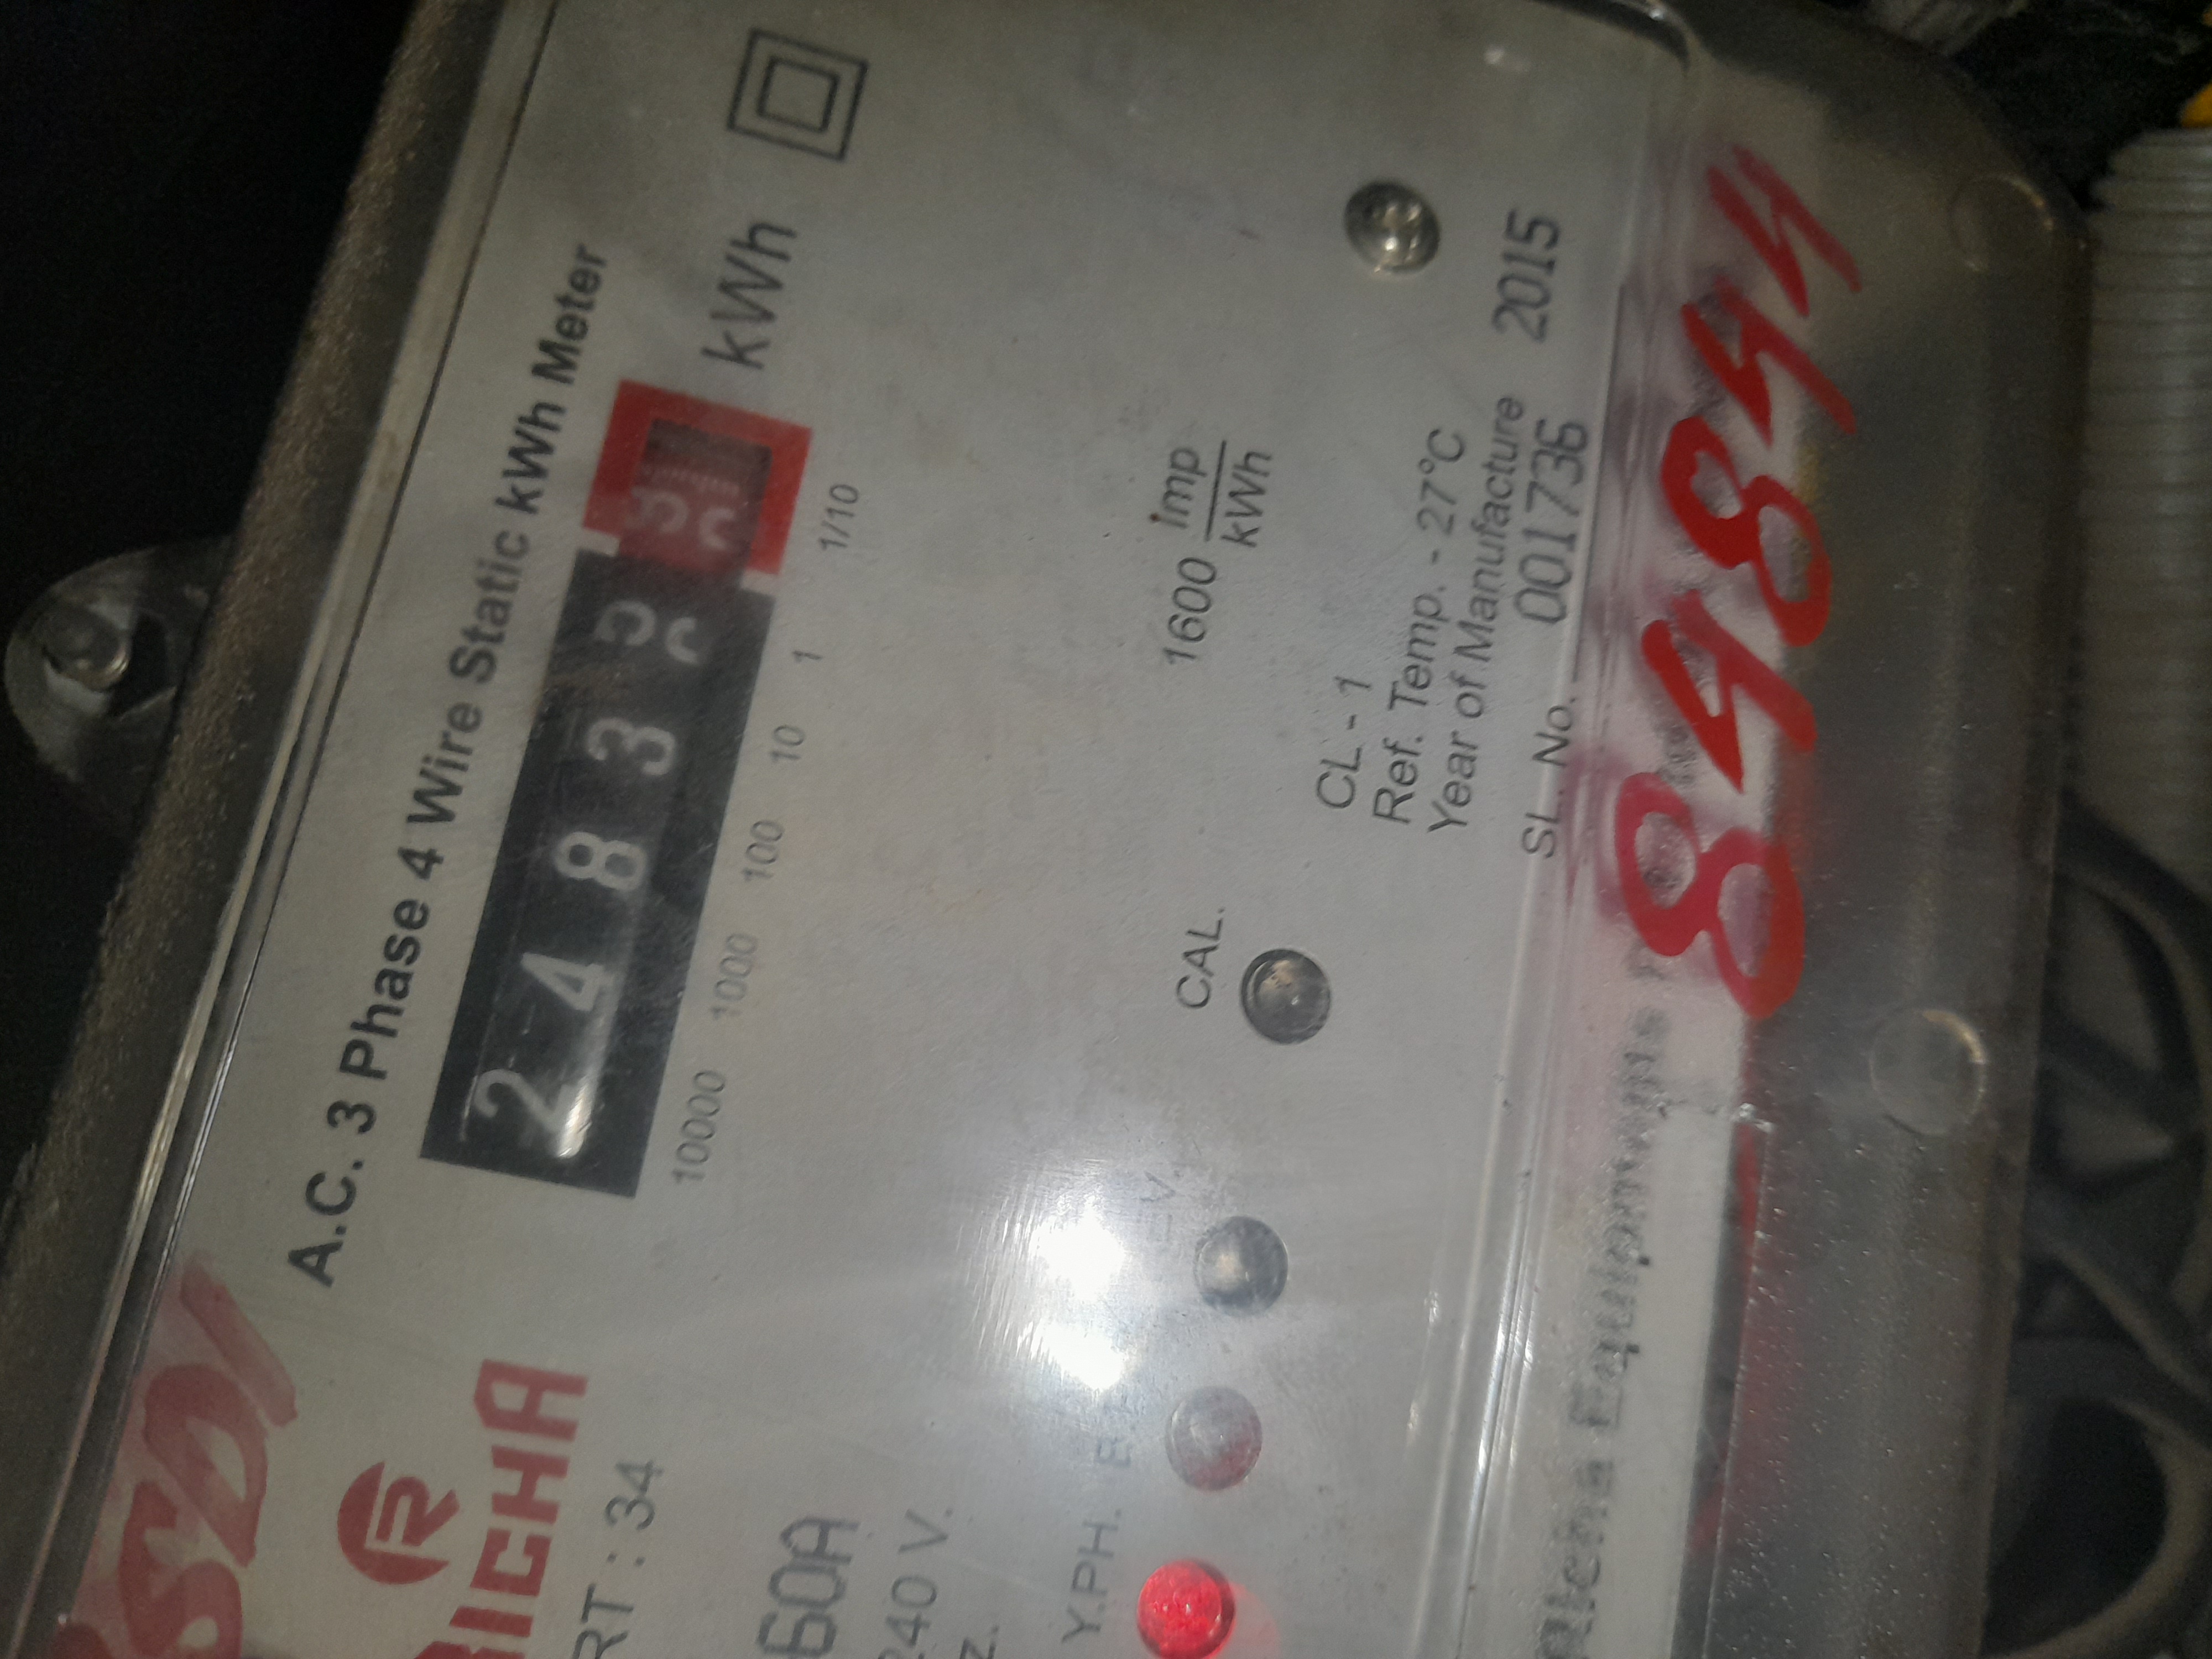 A.C. 3 Phase 4 Wire Static kWh Meter
2 4 8 3
kWh
10000 1000 100 10 1 1/10
RICHA
RT : 34
60A
240 V.
z.
Y.PH.
CAL.
1600 imp
kWh
CL - 1
Ref. Temp. - 27°C
Year of Manufacture 2015
SL. No. 001736
84844